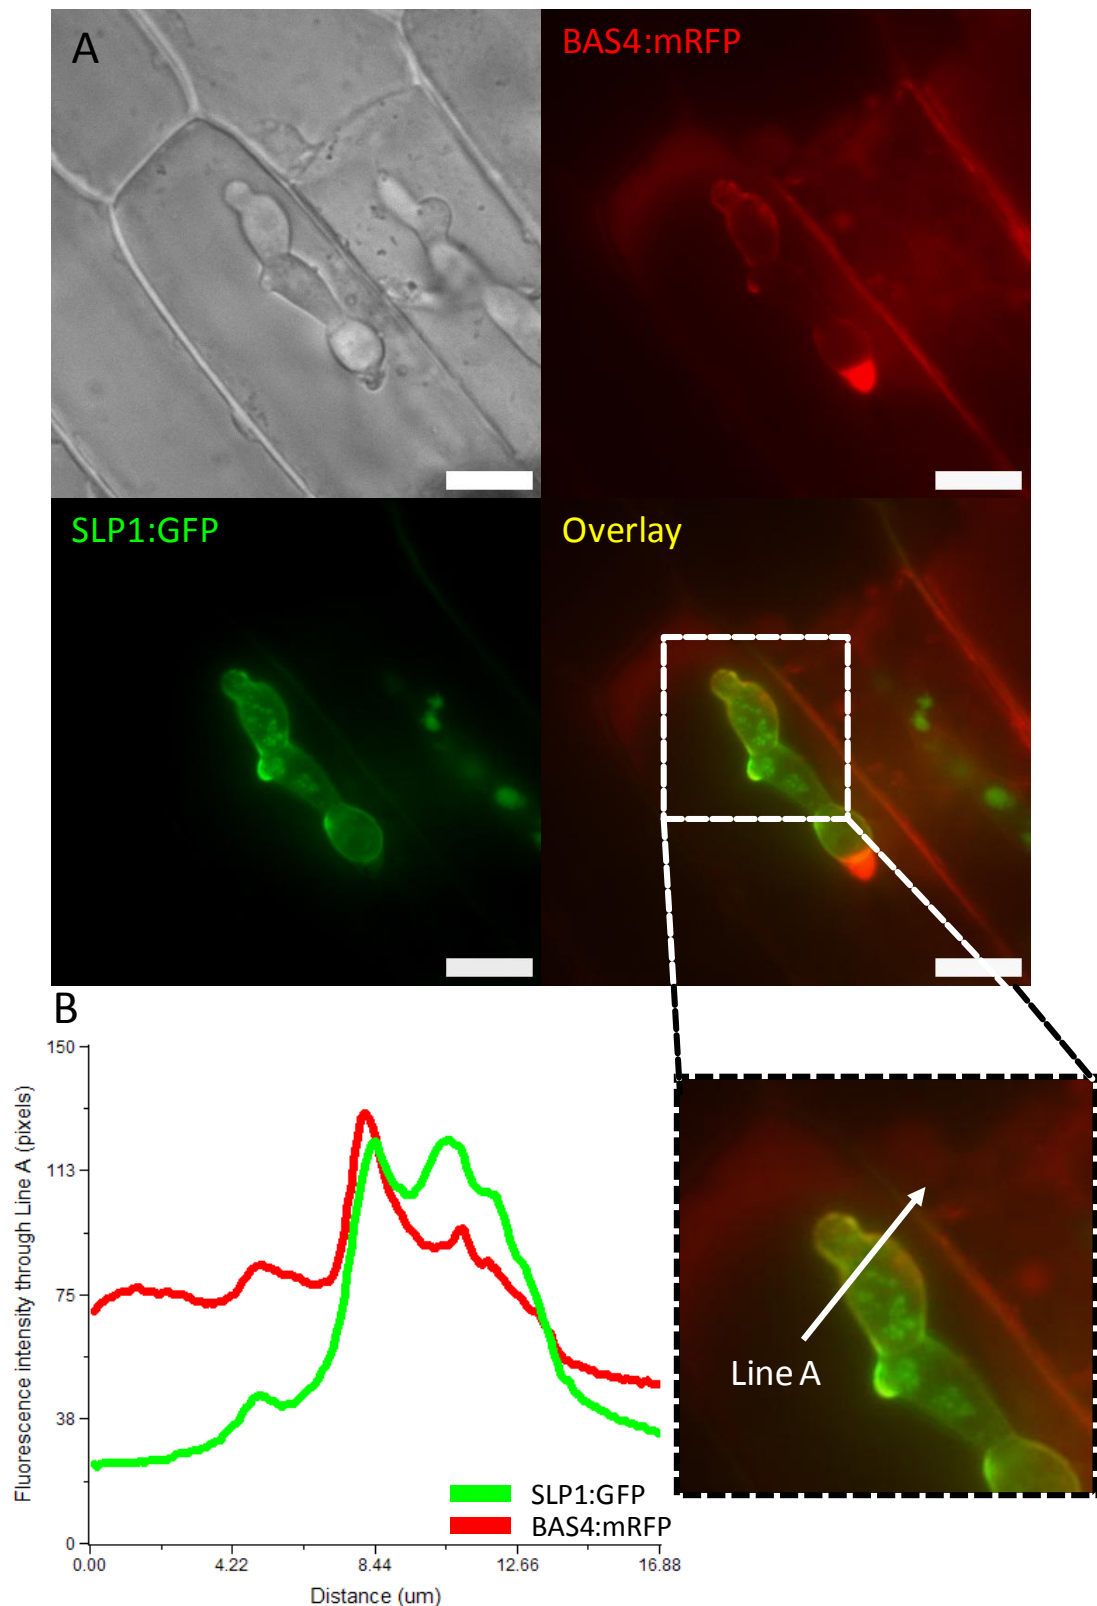 A
BAS4:mRFP
SLP1:GFP
Overlay
B
150
113
75
38
0
Fluorescence intensity through Line A (pixels)
0.00
4.22
8.44
12.66
16.88
Distance (um)
SLP1:GFP
BAS4:mRFP
Line A